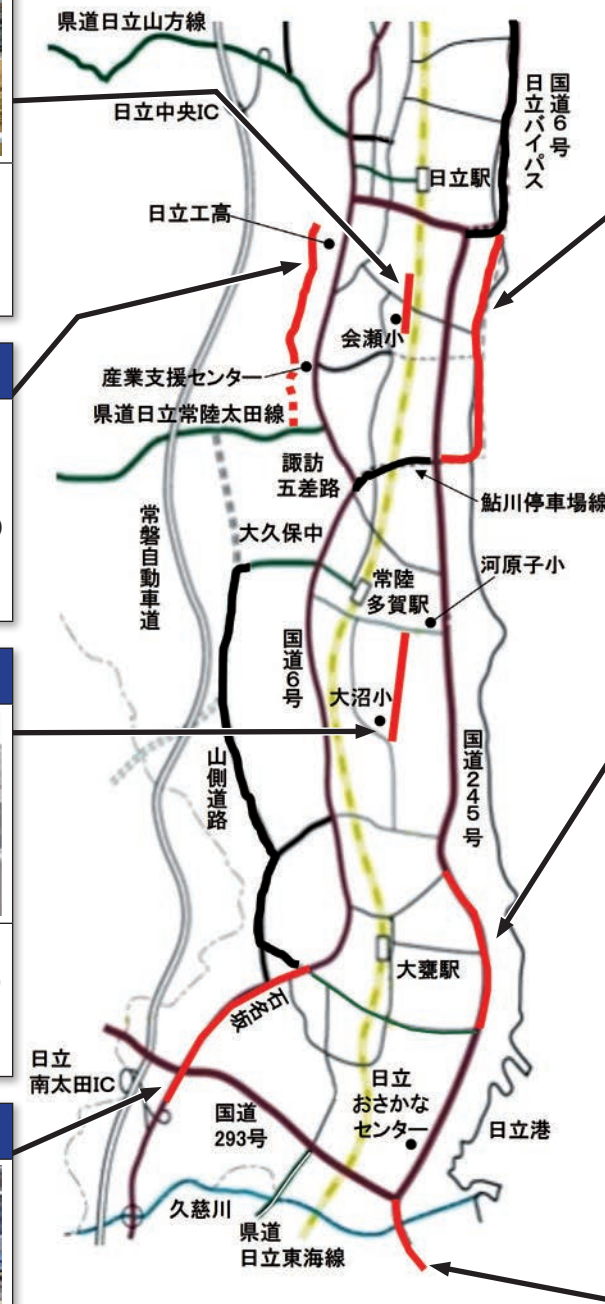 県道日立山方線
日立中央IC
国道6号
日立バイパス
日立駅
日立工高
会瀬小
産業支援センター
県道日立常陸太田線
諏訪
五差路
鮎川停車場線
大久保中
常磐自動車道
常陸
多賀駅
河原子小
国道6号
大沼小
山側道路
国道245号
大甕駅
石名坂
日立
南太田IC
国道
293号
日立
おさかな
センター
日立港
久慈川
県道
日立東海線